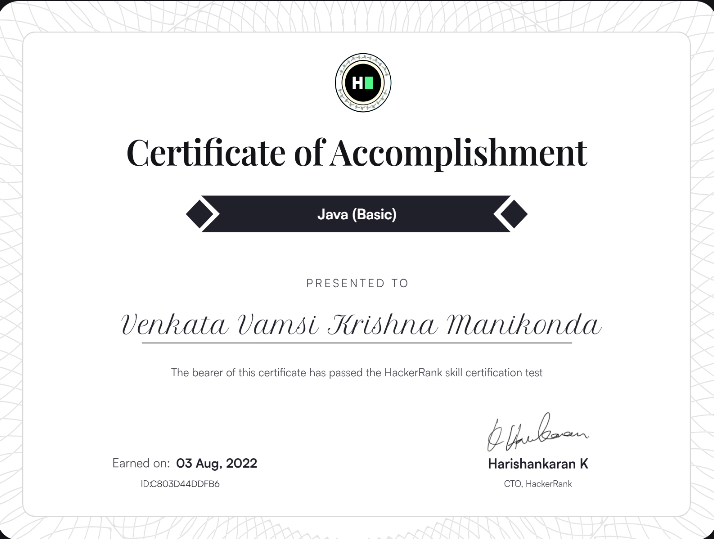 H
Certificate of Accomplishment
Java (Basic)
PRESENTED TO
Venkata Vamsi Krishna Manikonda
The bearer of this certificate has passed the HackerRank skill certification test
Earned on: 03 Aug, 2022
ID:C803D44DDFB6
Harishankaran K
CTO, HackerRank